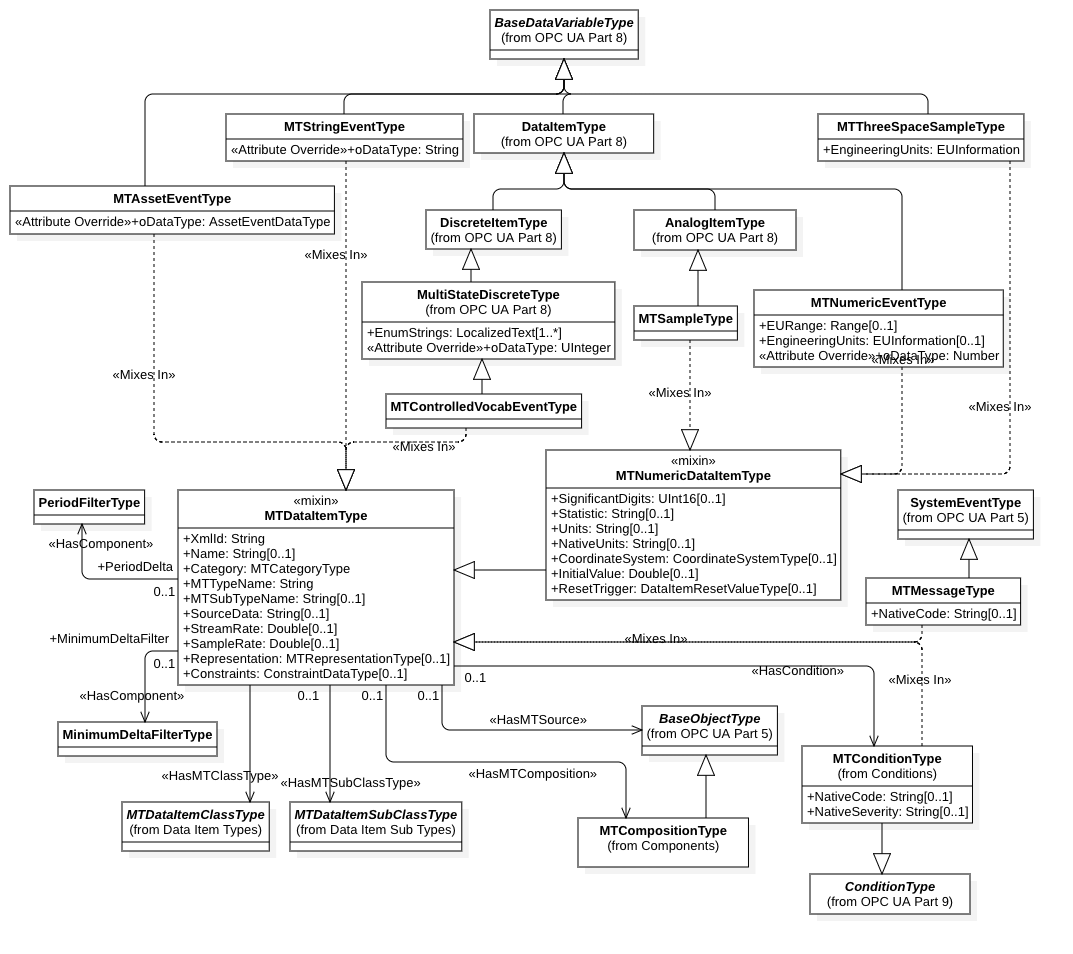 BaseDataVariableType
(from OPC UA Part 8)
MTStringEventType
«Attribute Override»+oDataType: String
DataItemType
(from OPC UA Part 8)
MTThreeSpaceSampleType
+EngineeringUnits: EUInformation
MTAssetEventType
«Attribute Override»+oDataType: AssetEventDataType
DiscreteItemType
(from OPC UA Part 8)
AnalogItemType
(from OPC UA Part 8)
«Mixes In»
MultiStateDiscreteType
(from OPC UA Part 8)
+EnumStrings: LocalizedText[1..*]
«Attribute Override»+oDataType: UInteger
MTSampleType
MTNumericEventType
+EURange: Range[0..1]
+EngineeringUnits: EUInformation[0..1]
«Attribute Override»+oDataType: Number
«Mixes In»
«Mixes In»
«Mixes In»
«Mixes In»
MTControlledVocabEventType
«Mixes In»
«mixin»
MTNumericDataItemType
+SignificantDigits: UInt16[0..1]
+Statistic: String[0..1]
+Units: String[0..1]
+NativeUnits: String[0..1]
+CoordinateSystem: CoordinateSystemType[0..1]
+InitialValue: Double[0..1]
+ResetTrigger: DataItemResetValueType[0..1]
PeriodFilterType
«mixin»
MTDataItemType
+XmlId: String
+Name: String[0..1]
+Category: MTCategoryType
+MTTypeName: String
+MTSubTypeName: String[0..1]
+SourceData: String[0..1]
+StreamRate: Double[0..1]
+SampleRate: Double[0..1]
+Representation: MTRepresentationType[0..1]
+Constraints: ConstraintDataType[0..1]
SystemEventType
(from OPC UA Part 5)
«HasComponent»
+PeriodDelta
0..1
MTMessageType
+NativeCode: String[0..1]
+MinimumDeltaFilter
0..1
«Mixes In»
«HasComponent»
0..1
«HasCondition»
«Mixes In»
0..1
0..1
0..1
MinimumDeltaFilterType
«HasMTSource»
BaseObjectType
(from OPC UA Part 5)
«HasMTClassType»
«HasMTSubClassType»
«HasMTComposition»
MTConditionType
(from Conditions)
+NativeCode: String[0..1]
+NativeSeverity: String[0..1]
MTDataItemClassType
(from Data Item Types)
MTDataItemSubClassType
(from Data Item Sub Types)
MTCompositionType
(from Components)
ConditionType
(from OPC UA Part 9)